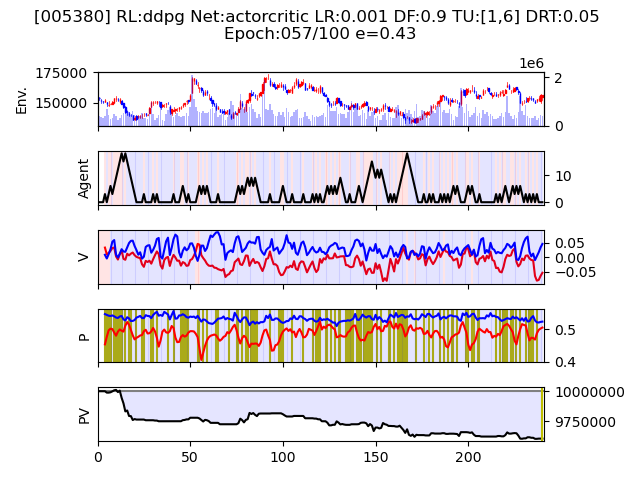 [005380] RL:ddpg Net:actorcritic LR:0.001 DF:0.9 TU:[1,6] DRT:0.05
Epoch:057/100 e=0.43
1e6
175000
150000
Env.
2
0
Agent
10
0
V
0.05
0.00
−0.05
P
0.5
0.4
PV
10000000
9750000
0 50 100 150 200